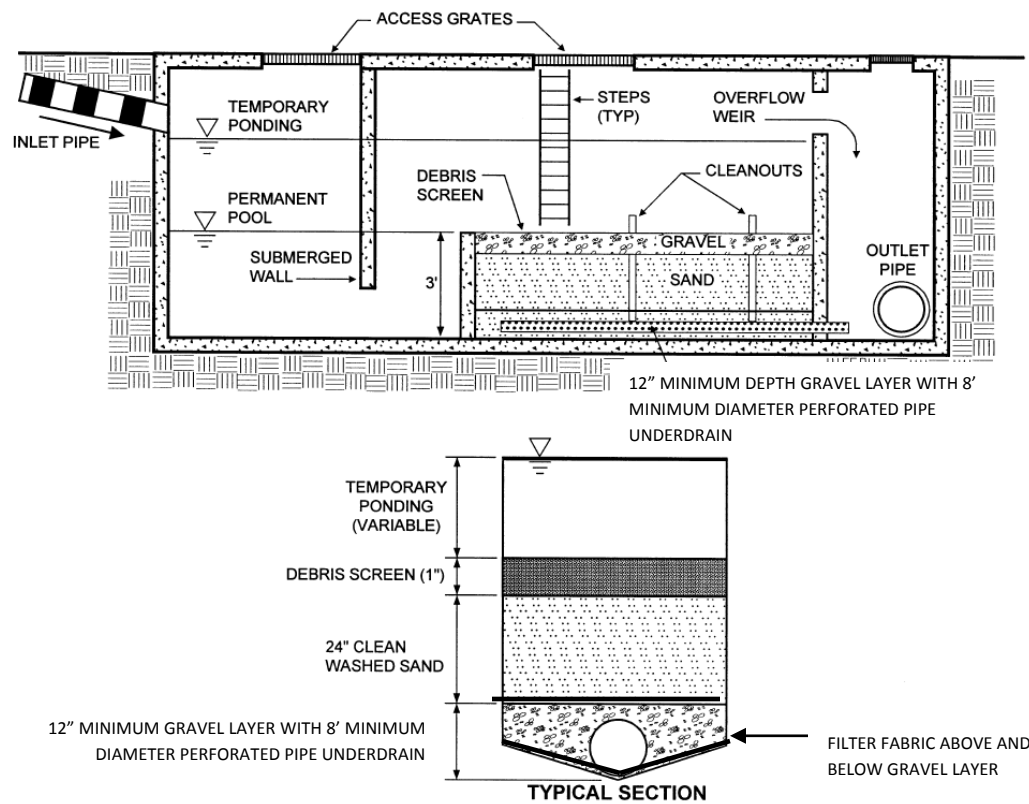 ACCESS GRATES
INLET PIPE
TEMPORARY
PONDING
PERMANENT
POOL
SUBMERGED
WALL
3'
DEBRIS
SCREEN
STEPS
(TYP)
CLEANOUTS
OVERFLOW
WEIR
GRAVEL
SAND
OUTLET
PIPE
12” MINIMUM DEPTH GRAVEL LAYER WITH 8’
MINIMUM DIAMETER PERFORATED PIPE
UNDERDRAIN
TEMPORARY
PONDING
(VARIABLE)
DEBRIS SCREEN (1")
24" CLEAN
WASHED SAND
12” MINIMUM GRAVEL LAYER WITH 8’ MINIMUM
DIAMETER PERFORATED PIPE UNDERDRAIN
FILTER FABRIC ABOVE AND
BELOW GRAVEL LAYER
TYPICAL SECTION